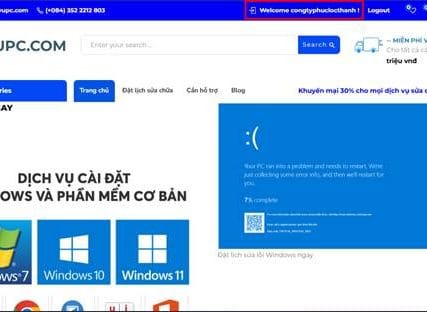 upc.com (+084) 352 2212 803 Welcome congtyphuclocthanh ! Logout
UPC.COM Enter your search... Search
-- MIỄN PHÍ V
Cho tất cả c
triệu vnđ
ries Trang chủ Đặt lịch sửa chữa Cần hỗ trợ Blog Khuyến mại 30% cho mọi dịch vụ sửa c
AY
DỊCH VỤ CÀI ĐẶT
OWS VÀ PHẦN MỀM CƠ BẢN
:(
Your PC ran into a problem and needs to restart. We're
just collecting some error info, and then we'll restart for
you.
7% complete
ows 7 Windows 10 Windows 11
Đặt lịch sửa lỗi Windows ngay